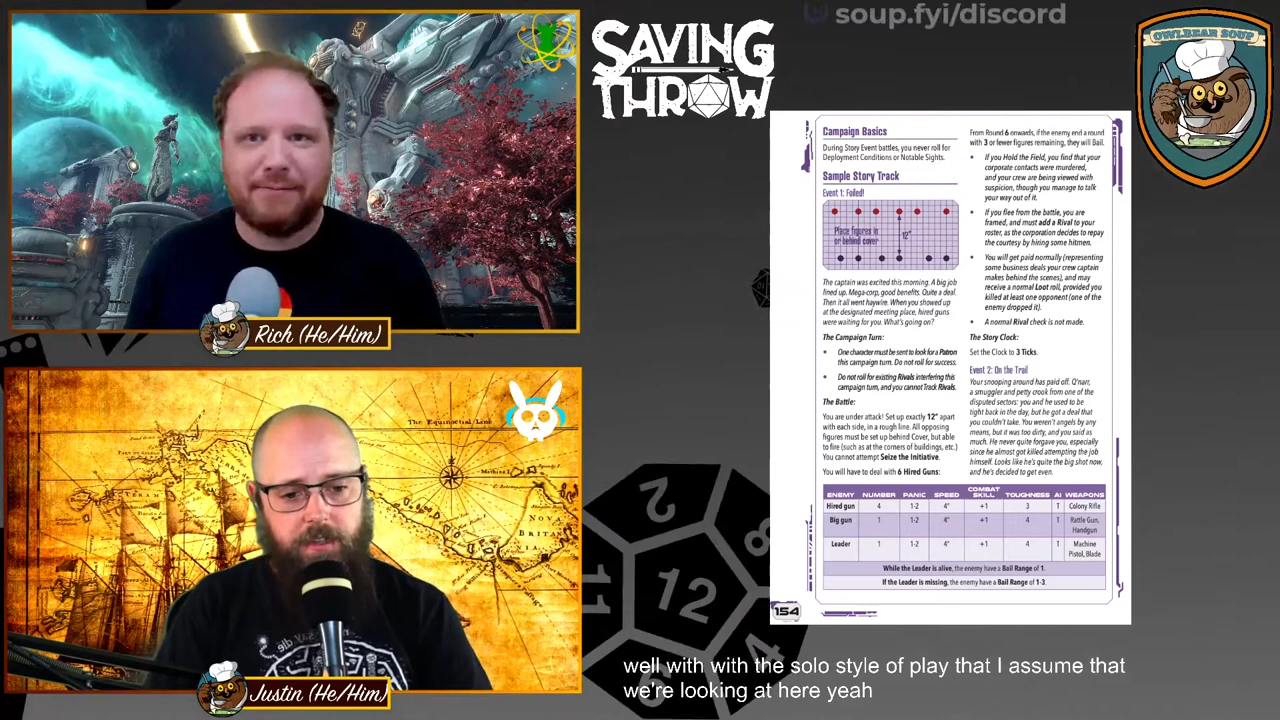 soup.fyi/discord
SAVING
THROW
OWLBEAR SOUP
Rich (He/Him)
The Equinoctial Line
Justin (He/Him)
Campaign Basics
During Story Event battles, you never roll for
Deployment Conditions or Notable Sights.
Sample Story Track
Event 1: Foiled!
Place figures in
or behind cover
12"
The captain was excited this morning. A big job
lined up. Mega-corp, good benefits. Quite a deal.
Then it all went haywire. When you showed up
at the designated meeting place, hired guns
were waiting for you. What's going on?
The Campaign Turn:
• One character must be sent to look for a Patron
this campaign turn. Do not roll for success.
• Do not roll for existing Rivals interfering this
campaign turn, and you cannot Track Rivals.
The Battle:
You are under attack! Set up exactly 12" apart
with each side, in a rough line. All opposing
figures must be set up behind Cover, but able
to fire (such as at the corners of buildings, etc.)
You cannot attempt Seize the Initiative.
You will have to deal with 6 Hired Guns:
From Round 6 onwards, if the enemy end a round
with 3 or fewer figures remaining, they will Bail.
• If you Hold the Field, you find that your
corporate contacts were murdered,
and your crew are being viewed with
suspicion, though you manage to talk
your way out of it.
• If you flee from the battle, you are
framed, and must add a Rival to your
roster, as the corporation decides to repay
the courtesy by hiring some hitmen.
• You will get paid normally (representing
some business deals your crew captain
makes behind the scenes), and may
receive a normal Loot roll, provided you
killed at least one opponent (one of the
enemy dropped it).
• A normal Rival check is not made.
The Story Clock:
Set the Clock to 3 Ticks.
Event 2: On the Trail
Your snooping around has paid off. Q'narr,
a smuggler and petty crook from one of the
disputed sectors: you and he used to be
tight back in the day, but he got a deal that
you couldn't take. You weren't angels by any
means, but it was too dirty, and you said as
much. He never quite forgave you, especially
since he almost got killed attempting the job
himself. Looks like he's quite the big shot now,
and he's decided to get even.
ENEMY NUMBER PANIC SPEED COMBAT SKILL TOUGHNESS AI WEAPONS
Hired gun 4 1-2 4" +1 3 T Colony Rifle
Big gun 1 1-2 4" +1 4 T Rattle Gun, Handgun
Leader 1 1-2 4" +1 4 T Machine Pistol, Blade
While the Leader is alive, the enemy have a Bail Range of 1.
If the Leader is missing, the enemy have a Bail Range of 1-3.
154
2
8
11
12
4
6
well with with the solo style of play that I assume that
we're looking at here yeah